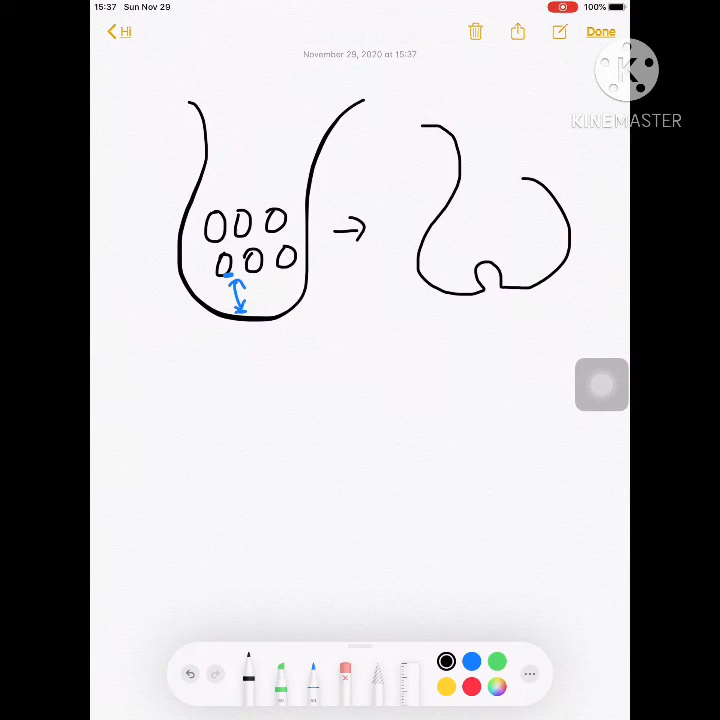 15:37 Sun Nov 29
100%
Hi
Done
November 29, 2020 at 15:37
K
KINEMASTER